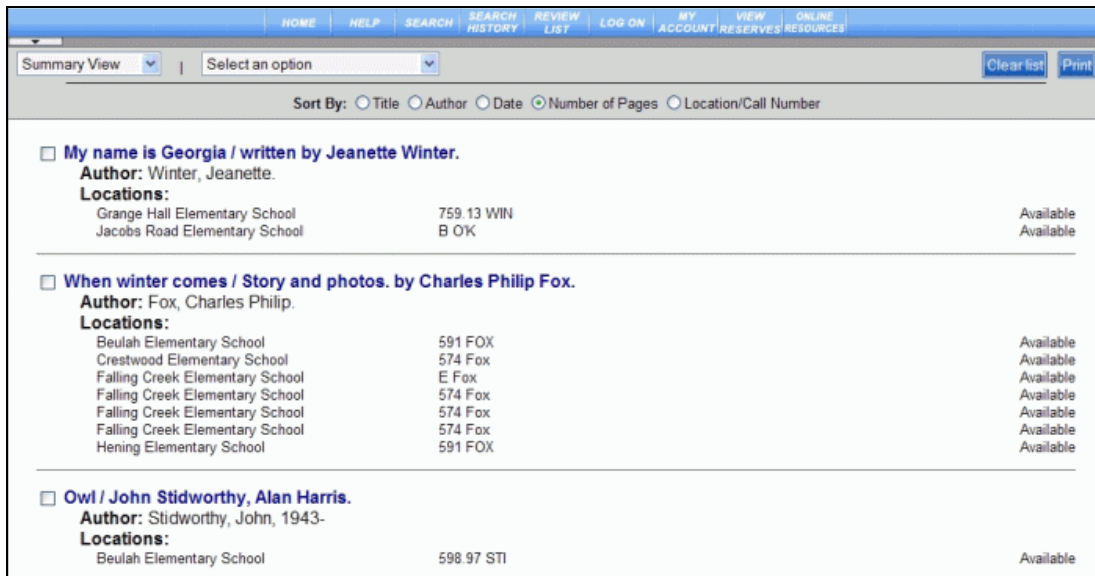 HOME HELP SEARCH SEARCH HISTORY REVIEW LIST LOG ON MY ACCOUNT VIEW RESERVES ONLINE RESOURCES
Summary View | Select an option Clear list Print
Sort By: Title Author Date Number of Pages Location/Call Number
My name is Georgia / written by Jeanette Winter.
Author: Winter, Jeanette.
Locations:
Grange Hall Elementary School 759.13 WIN Available
Jacobs Road Elementary School B O'K Available
When winter comes / Story and photos. by Charles Philip Fox.
Author: Fox, Charles Philip.
Locations:
Beulah Elementary School 591 FOX Available
Crestwood Elementary School 574 Fox Available
Falling Creek Elementary School E Fox Available
Falling Creek Elementary School 574 Fox Available
Falling Creek Elementary School 574 Fox Available
Falling Creek Elementary School 574 Fox Available
Hening Elementary School 591 FOX Available
Owl / John Stidworthy, Alan Harris.
Author: Stidworthy, John, 1943-
Locations:
Beulah Elementary School 598.97 STI Available